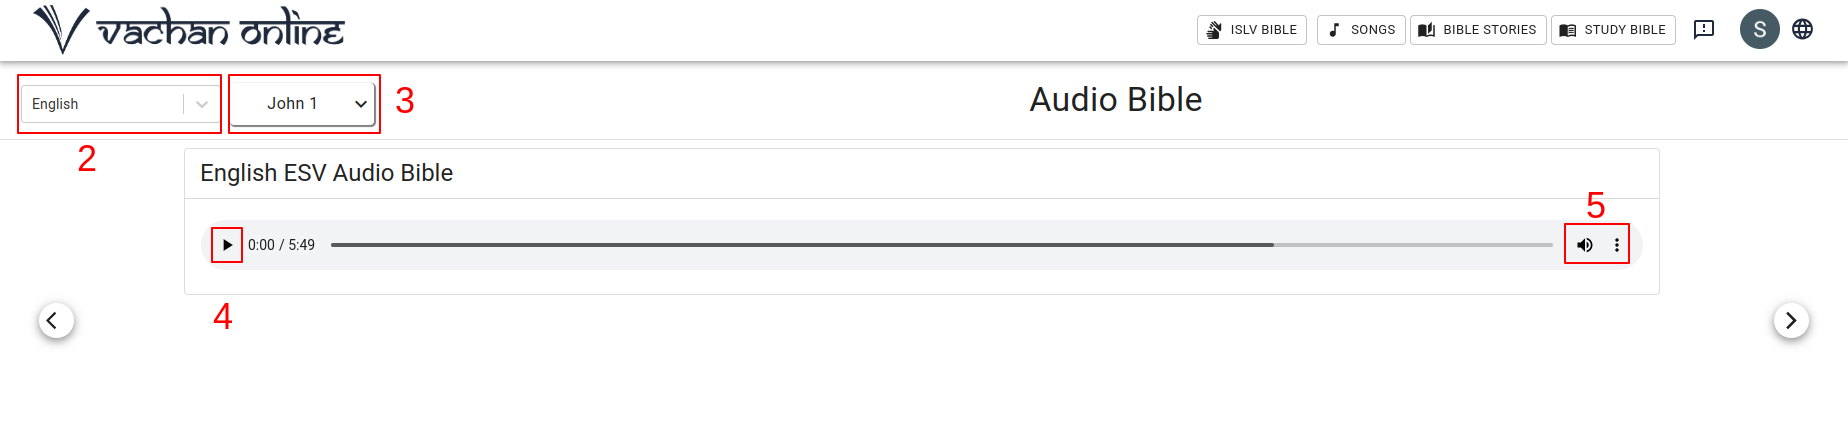 vachan online
ISLV BIBLE
SONGS
BIBLE STORIES
STUDY BIBLE
S
English
John 1
3
Audio Bible
2
English ESV Audio Bible
5
0:00 / 5:49
4